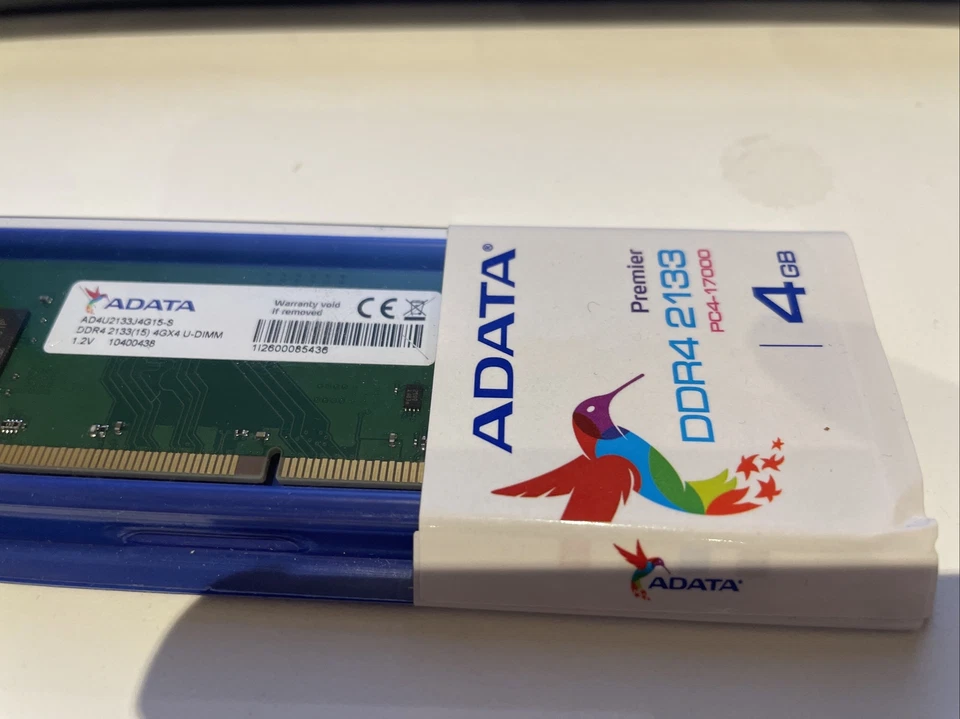 ADATA
AD4U2133J4G15-S
DDR4 2133(15) 4GX4 U-DIMM
1.2V 10400438
Warranty void
if removed
CE
1I2600085436
ADATA®
Premier
DDR4 2133
PC4-17000
4GB
ADATA®